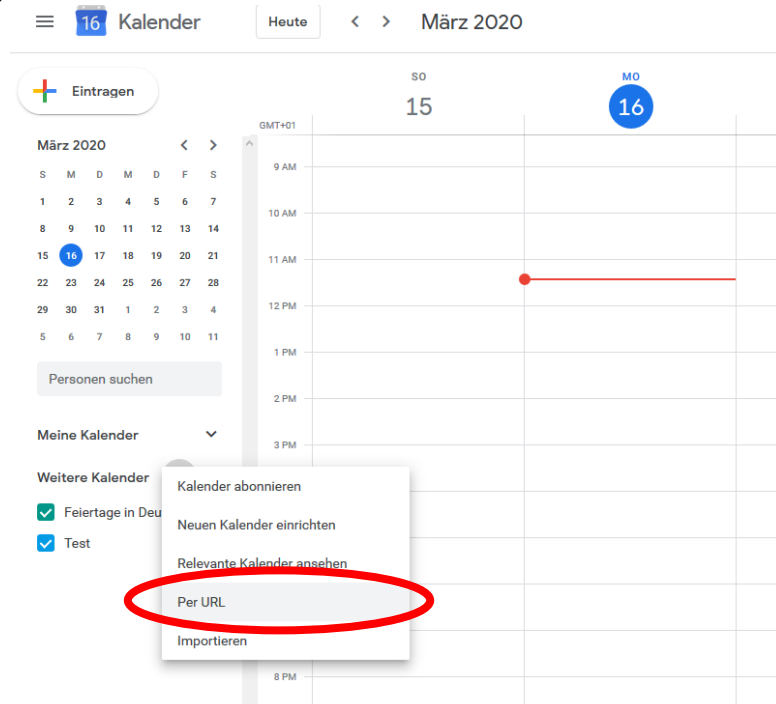 16 Kalender Heute März 2020
Eintragen
SO MO
15 16
GMT+01
März 2020
S M D M D F S
1 2 3 4 5 6 7
8 9 10 11 12 13 14
15 16 17 18 19 20 21
22 23 24 25 26 27 28
29 30 31 1 2 3 4
5 6 7 8 9 10 11
Personen suchen
Meine Kalender
Weitere Kalender
Feiertage in Deu
Test
Kalender abonnieren
Neuen Kalender einrichten
Relevante Kalender ansehen
Per URL
Importieren
9 AM
10 AM
11 AM
12 PM
1 PM
2 PM
3 PM
8 PM